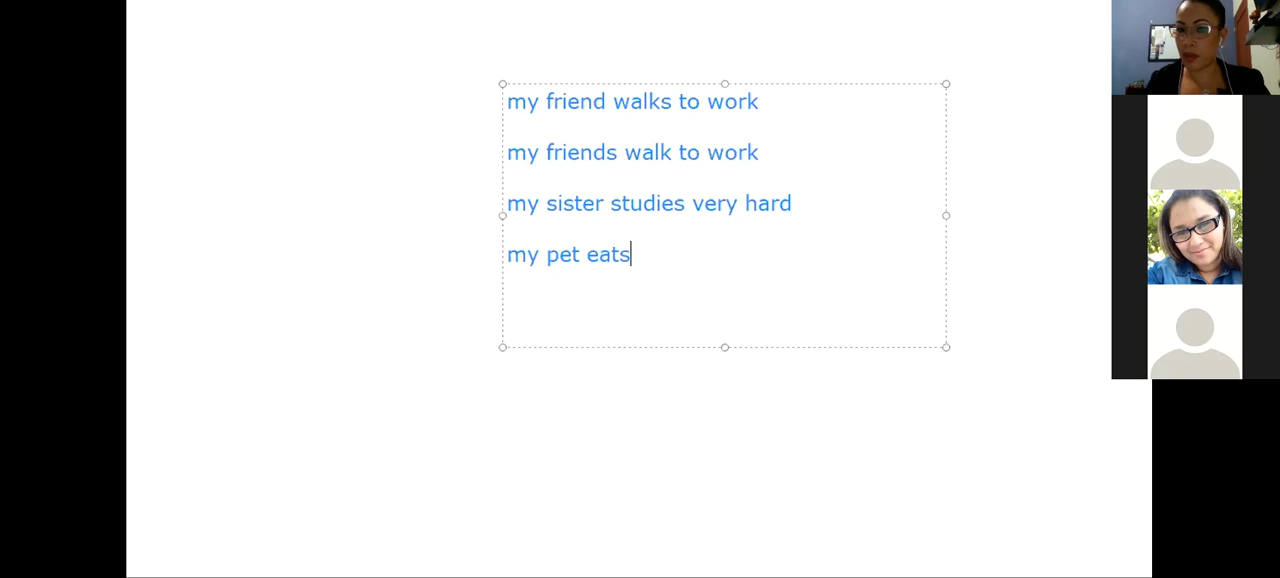 my friend walks to work
my friends walk to work
my sister studies very hard
my pet eats